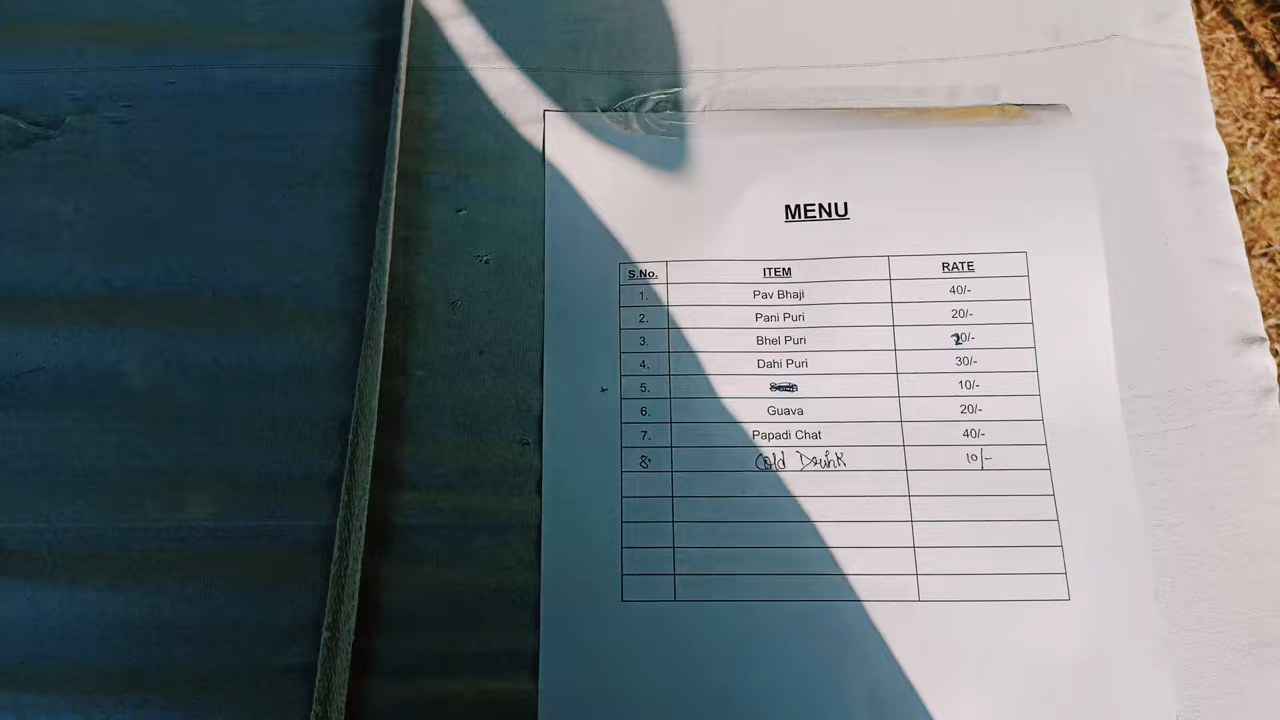 MENU
S.No. ITEM RATE
1. Pav Bhaji 40/-
2. Pani Puri 20/-
3. Bhel Puri 20/-
4. Dahi Puri 30/-
5. 10/-
6. Guava 20/-
7. Papadi Chat 40/-
8. Cold Drink 10/-